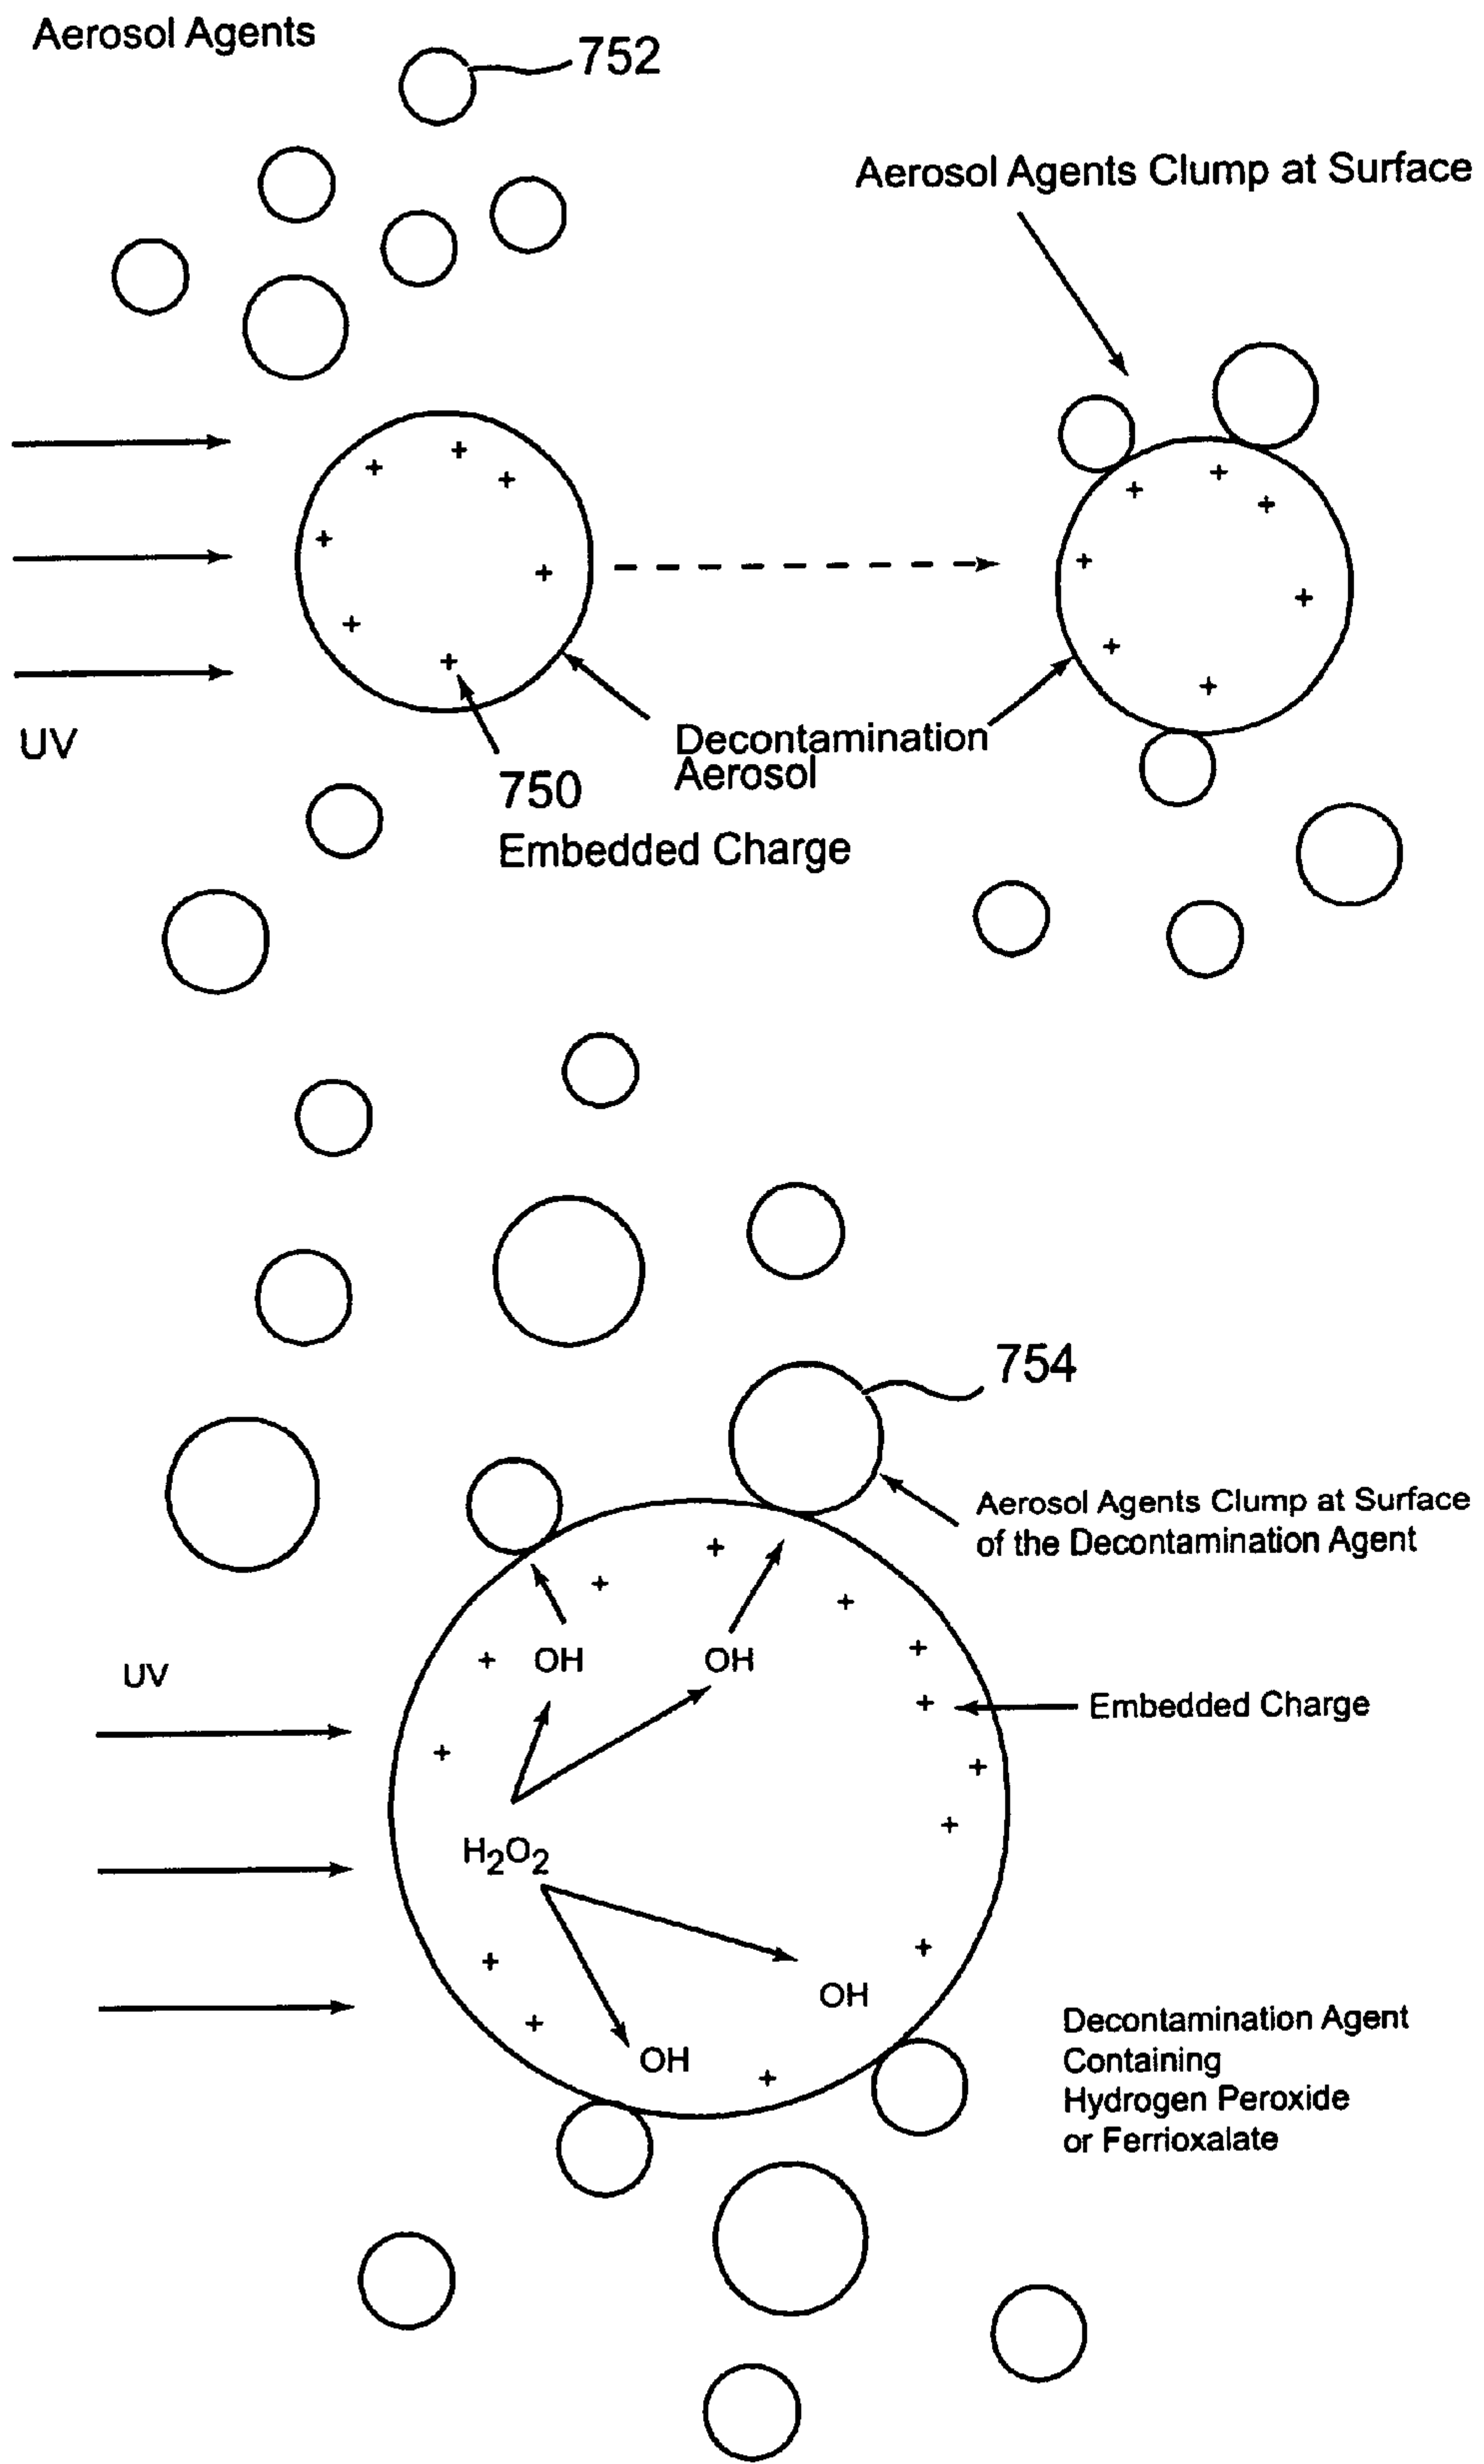 Aerosol Agents
752
Aerosol Agents Clump at Surface
+ + +
+ +
+ +
+ + +
+ +
+ +
UV
Decontamination
Aerosol
750
Embedded Charge
754
Aerosol Agents Clump at Surface
of the Decontamination Agent
+ + +
+ OH OH +
UV
+ Embedded Charge
+ +
H₂O₂ +
+ +
OH
+
OH +
Decontamination Agent
Containing
Hydrogen Peroxide
or Ferrioxalate